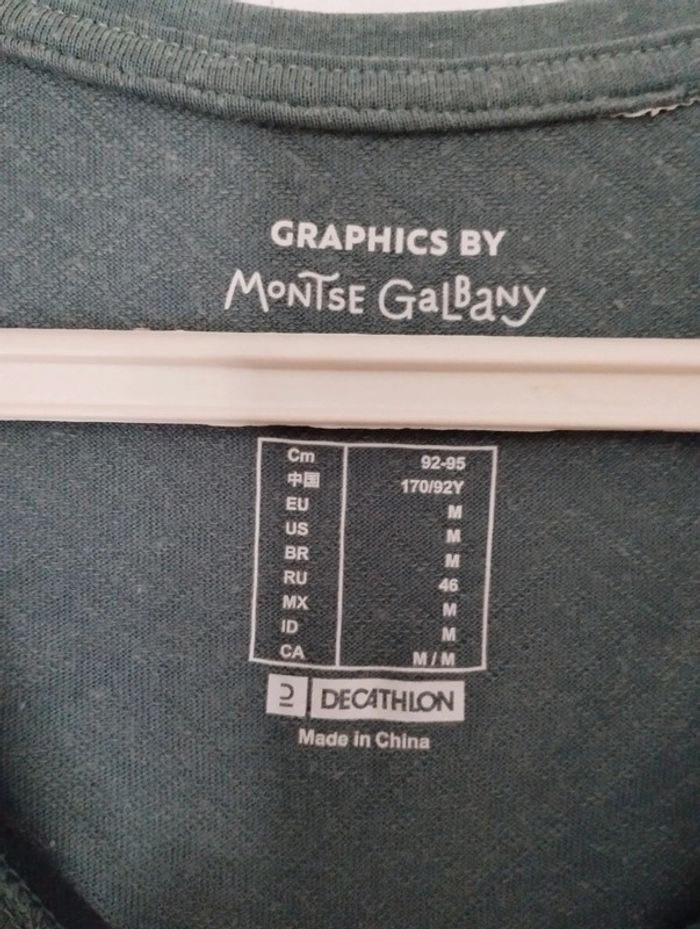 GRAPHICS BY
MONTSE GaLBaNY
Cm 92-95
中国 170/92Y
EU M
US M
BR M
RU 46
MX M
ID M
CA M / M
DECATHLON
Made in China